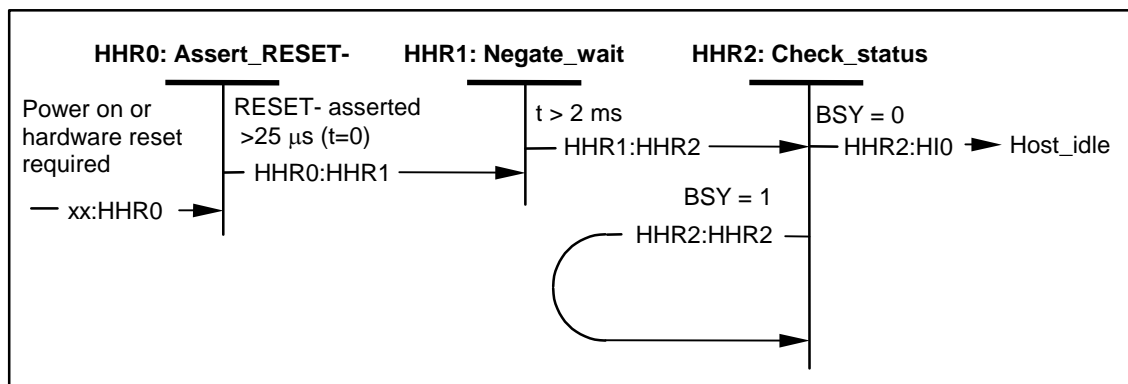 HHR0: Assert_RESET-
HHR1: Negate_wait
HHR2: Check_status
Power on or
hardware reset
required
xx:HHR0
RESET- asserted
>25 μs (t=0)
HHR0:HHR1
t > 2 ms
HHR1:HHR2
BSY = 0
HHR2:HI0
Host_idle
BSY = 1
HHR2:HHR2